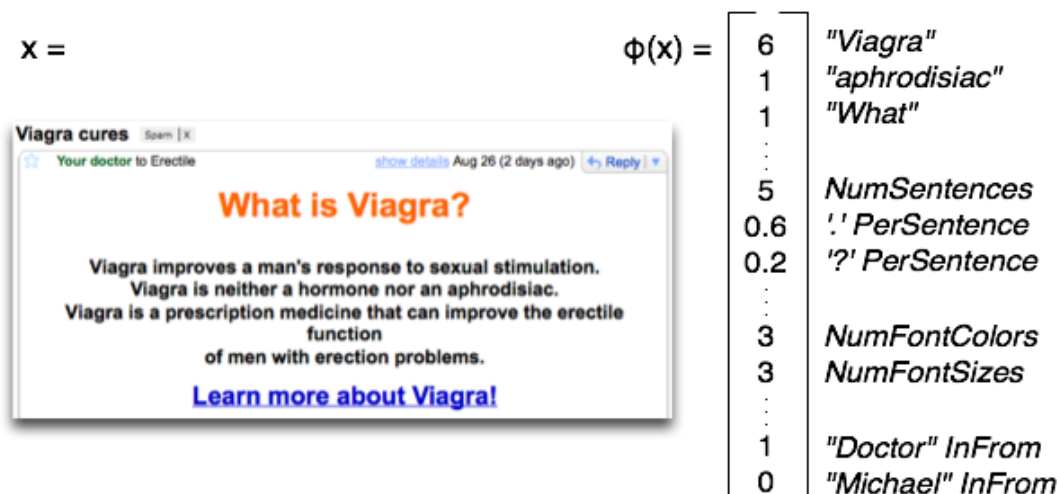 x =
ϕ(x) =
Viagra cures Spam | X
Your doctor to Erectile show details Aug 26 (2 days ago) Reply
What is Viagra?
Viagra improves a man's response to sexual stimulation.
Viagra is neither a hormone nor an aphrodisiac.
Viagra is a prescription medicine that can improve the erectile
function
of men with erection problems.
Learn more about Viagra!
6 "Viagra"
1 "aphrodisiac"
1 "What"
5 NumSentences
0.6 '.' PerSentence
0.2 '?' PerSentence
3 NumFontColors
3 NumFontSizes
1 "Doctor" InFrom
0 "Michael" InFrom